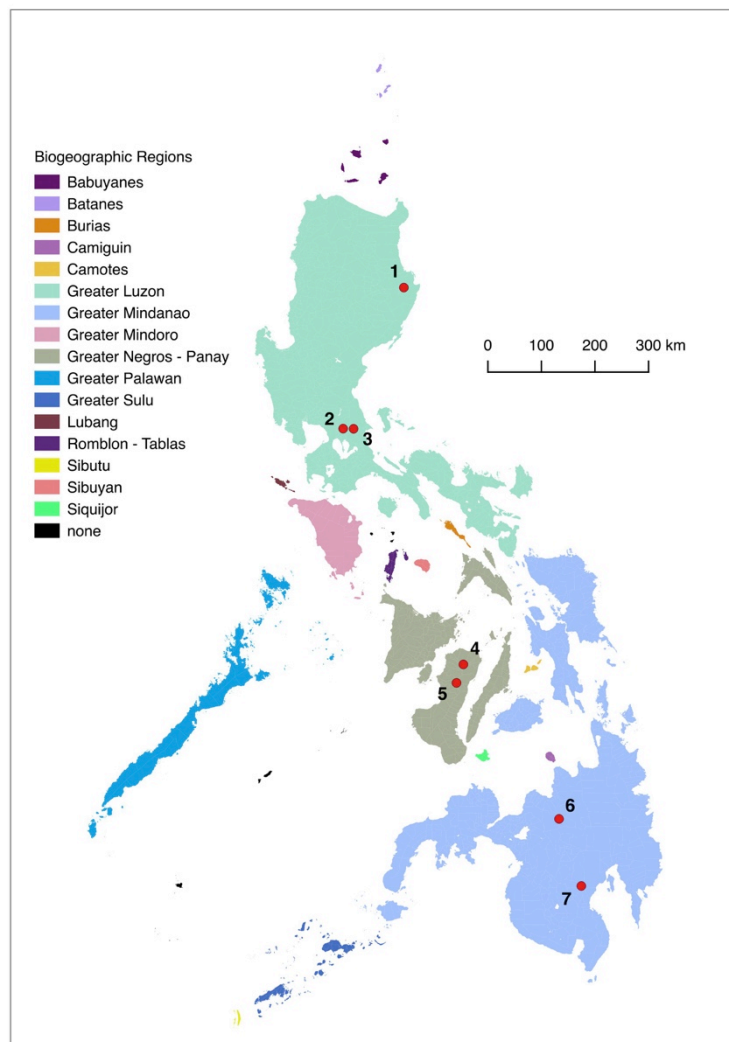 Biogeographic Regions
Babuyanes
Batanes
Burias
Camiguin
Camotes
Greater Luzon
Greater Mindanao
Greater Mindoro
Greater Negros - Panay
Greater Palawan
Greater Sulu
Lubang
Romblon - Tablas
Sibutu
Sibuyan
Siquijor
none
1
0 100 200 300 km
2
3
4
5
6
7